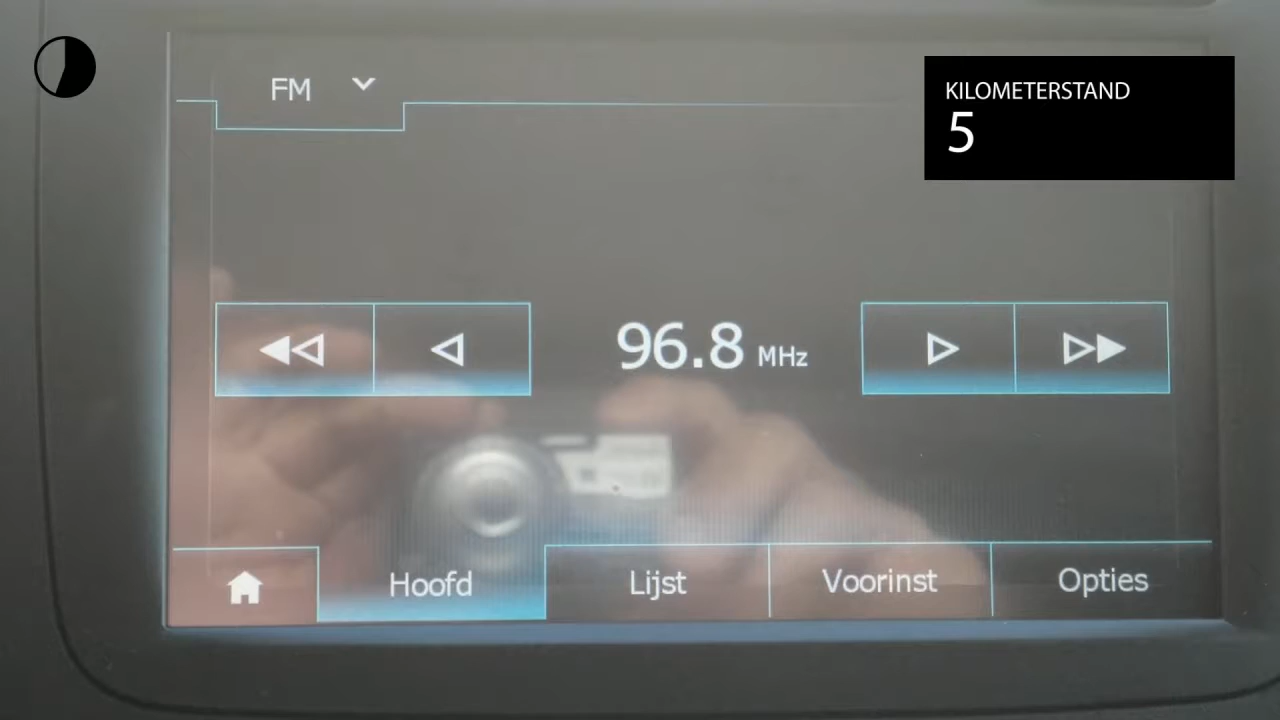 FM
KILOMETERSTAND
5
96.8 MHz
Hoofd
Lijst
Voorinst
Opties